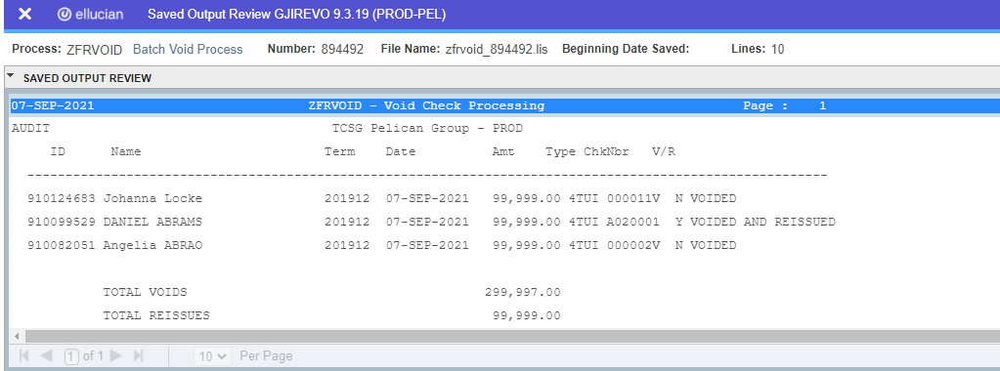 ellucian Saved Output Review GJIREVO 9.3.19 (PROD-PEL)
Process: ZFRVOID Batch Void Process Number: 894492 File Name: zfrvoid_894492.lis Beginning Date Saved: Lines: 10
SAVED OUTPUT REVIEW
07-SEP-2021 ZFRVOID - Void Check Processing Page : 1
AUDIT TCSG Pelican Group - PROD
ID Name Term Date Amt Type ChkNbr V/R
---------------------------------------------------------------------------------------------------------
910124683 Johanna Locke 201912 07-SEP-2021 99,999.00 4TUI 000011V N VOIDED
910099529 DANIEL ABRAMS 201912 07-SEP-2021 99,999.00 4TUI A020001 Y VOIDED AND REISSUED
910082051 Angelia ABRAO 201912 07-SEP-2021 99,999.00 4TUI 000002V N VOIDED
TOTAL VOIDS 299,997.00
TOTAL REISSUES 99,999.00
1 of 1 10 Per Page